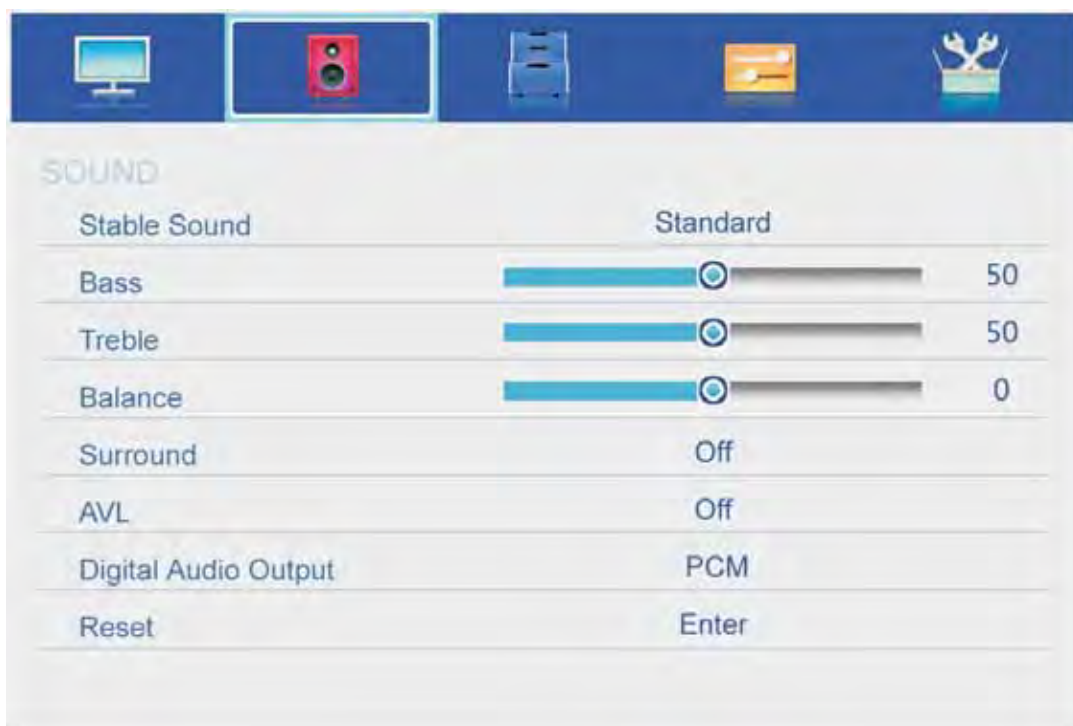 SOUND
Stable Sound Standard
Bass 50
Treble 50
Balance 0
Surround Off
AVL Off
Digital Audio Output PCM
Reset Enter